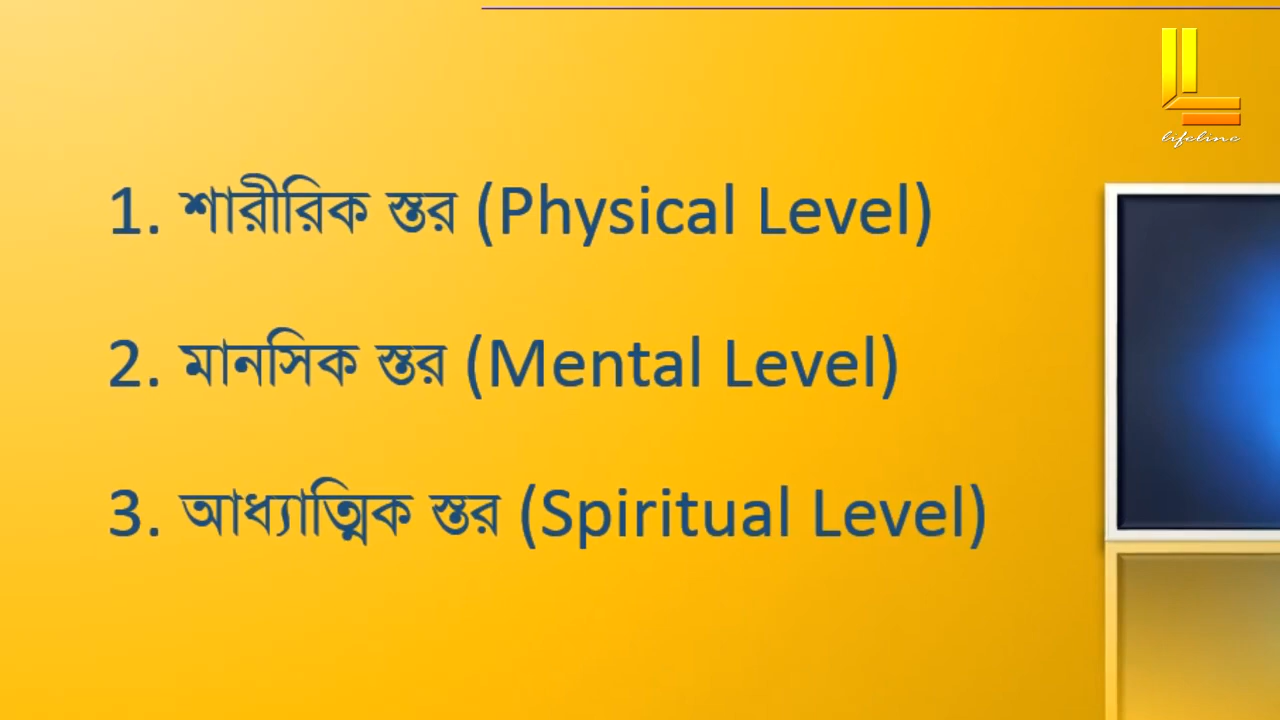 lifeline
1. শারীরিক স্তর (Physical Level)
2. মানসিক স্তর (Mental Level)
3. আধ্যাত্মিক স্তর (Spiritual Level)